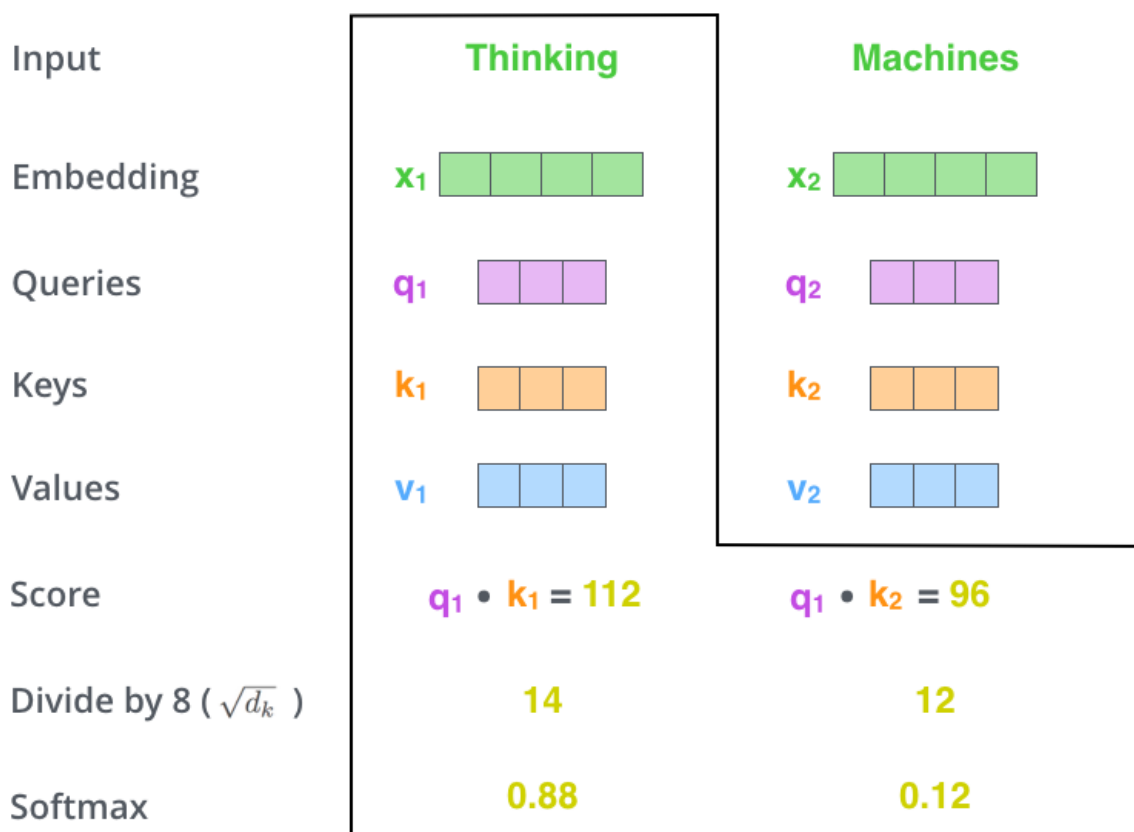 Input Thinking Machines
Embedding x₁ x₂
Queries q₁ q₂
Keys k₁ k₂
Values v₁ v₂
Score q₁ • k₁ = 112 q₁ • k₂ = 96
Divide by 8 ( √dₖ ) 14 12
Softmax 0.88 0.12